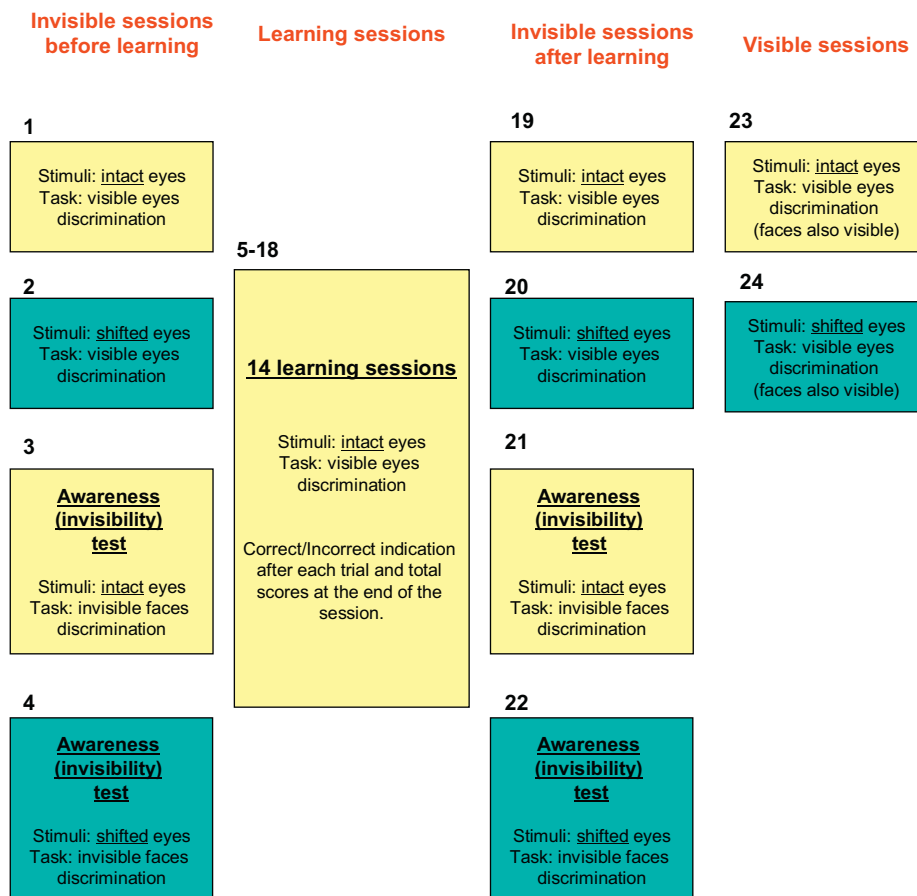 Invisible sessions
before learning
1
Stimuli: intact eyes
Task: visible eyes
discrimination
2
Stimuli: shifted eyes
Task: visible eyes
discrimination
3
Awareness
(invisibility)
test
Stimuli: intact eyes
Task: invisible faces
discrimination
4
Awareness
(invisibility)
test
Stimuli: shifted eyes
Task: invisible faces
discrimination
Learning sessions
5-18
14 learning sessions
Stimuli: intact eyes
Task: visible eyes
discrimination
Correct/Incorrect indication
after each trial and total
scores at the end of the
session.
Invisible sessions
after learning
19
Stimuli: intact eyes
Task: visible eyes
discrimination
20
Stimuli: shifted eyes
Task: visible eyes
discrimination
21
Awareness
(invisibility)
test
Stimuli: intact eyes
Task: invisible faces
discrimination
22
Awareness
(invisibility)
test
Stimuli: shifted eyes
Task: invisible faces
discrimination
Visible sessions
23
Stimuli: intact eyes
Task: visible eyes
discrimination
(faces also visible)
24
Stimuli: shifted eyes
Task: visible eyes
discrimination
(faces also visible)